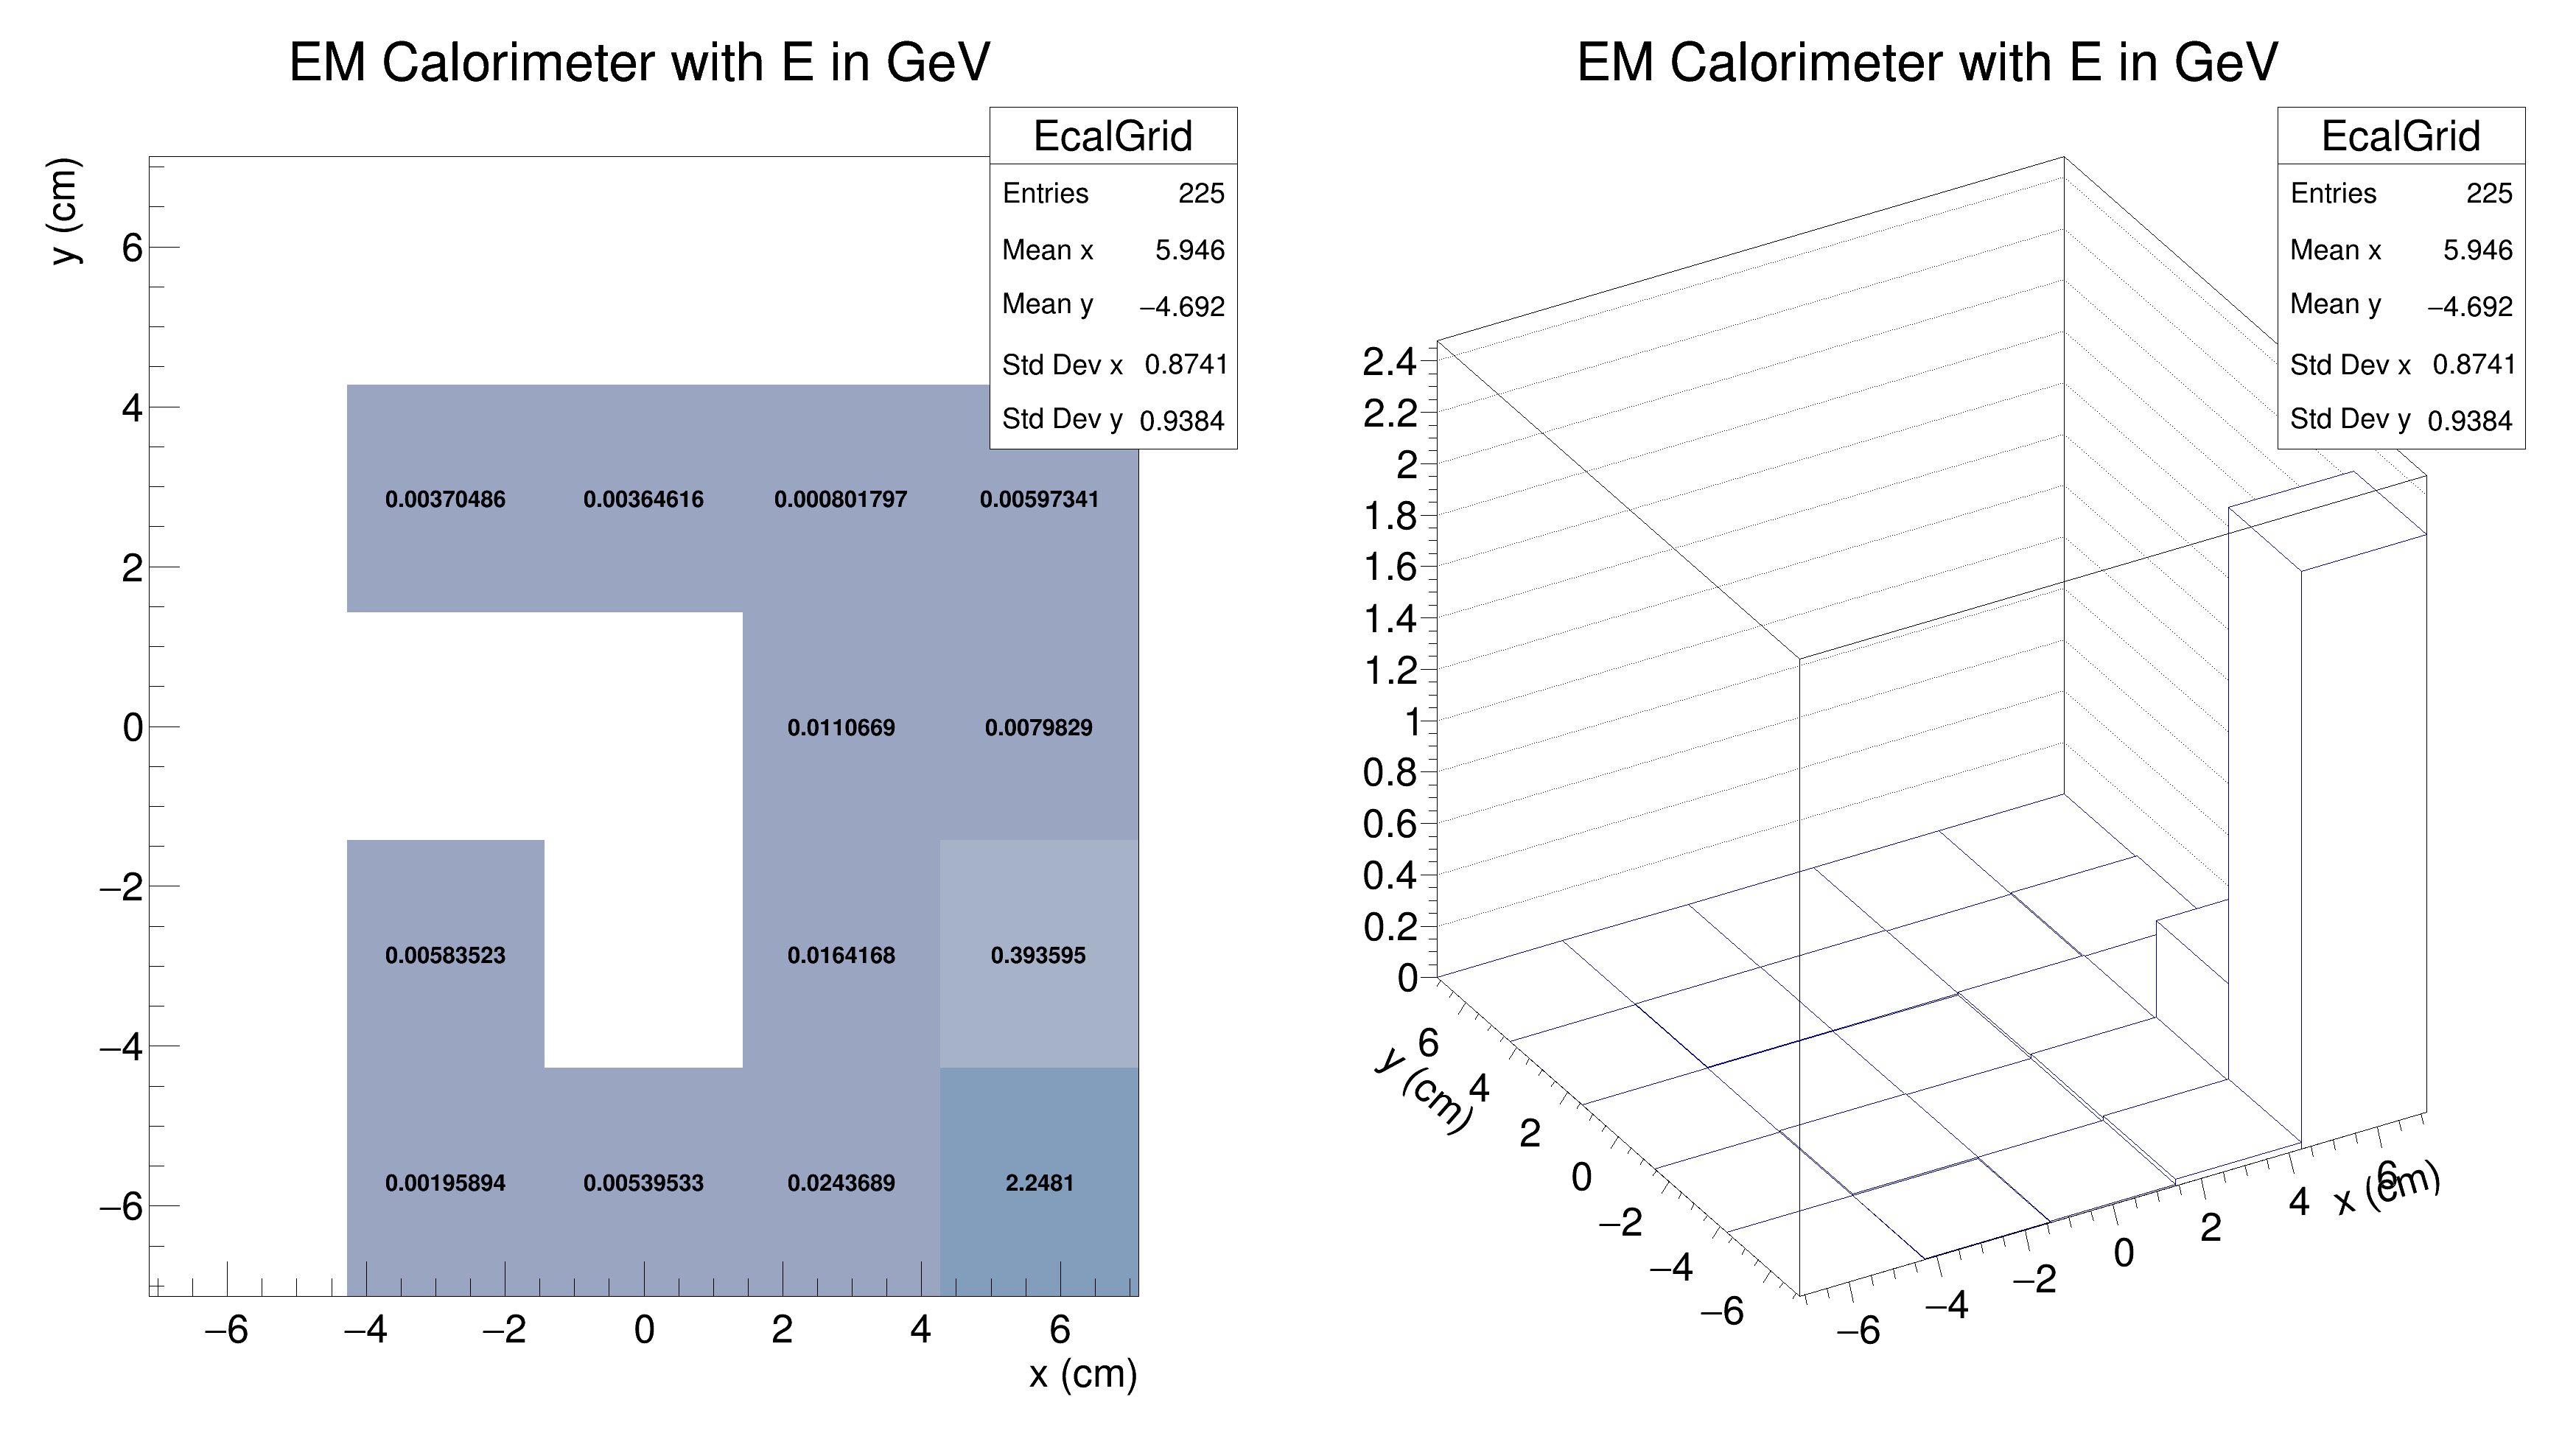 EM Calorimeter with E in GeV
EcalGrid
Entries 225
Mean x 5.946
Mean y −4.692
Std Dev x 0.8741
Std Dev y 0.9384
y (cm)
6
4
2
0
−2
−4
−6
0.00370486 0.00364616 0.000801797 0.00597341
0.0110669 0.0079829
0.00583523 0.0164168 0.393595
0.00195894 0.00539533 0.0243689 2.2481
−6 −4 −2 0 2 4 6
x (cm)
EM Calorimeter with E in GeV
EcalGrid
Entries 225
Mean x 5.946
Mean y −4.692
Std Dev x 0.8741
Std Dev y 0.9384
2.4
2.2
2
1.8
1.6
1.4
1.2
1
0.8
0.6
0.4
0.2
0
y (cm)
6
4
2
0
−2
−4
−6
−6 −4 −2 0 2 4 6
x (cm)